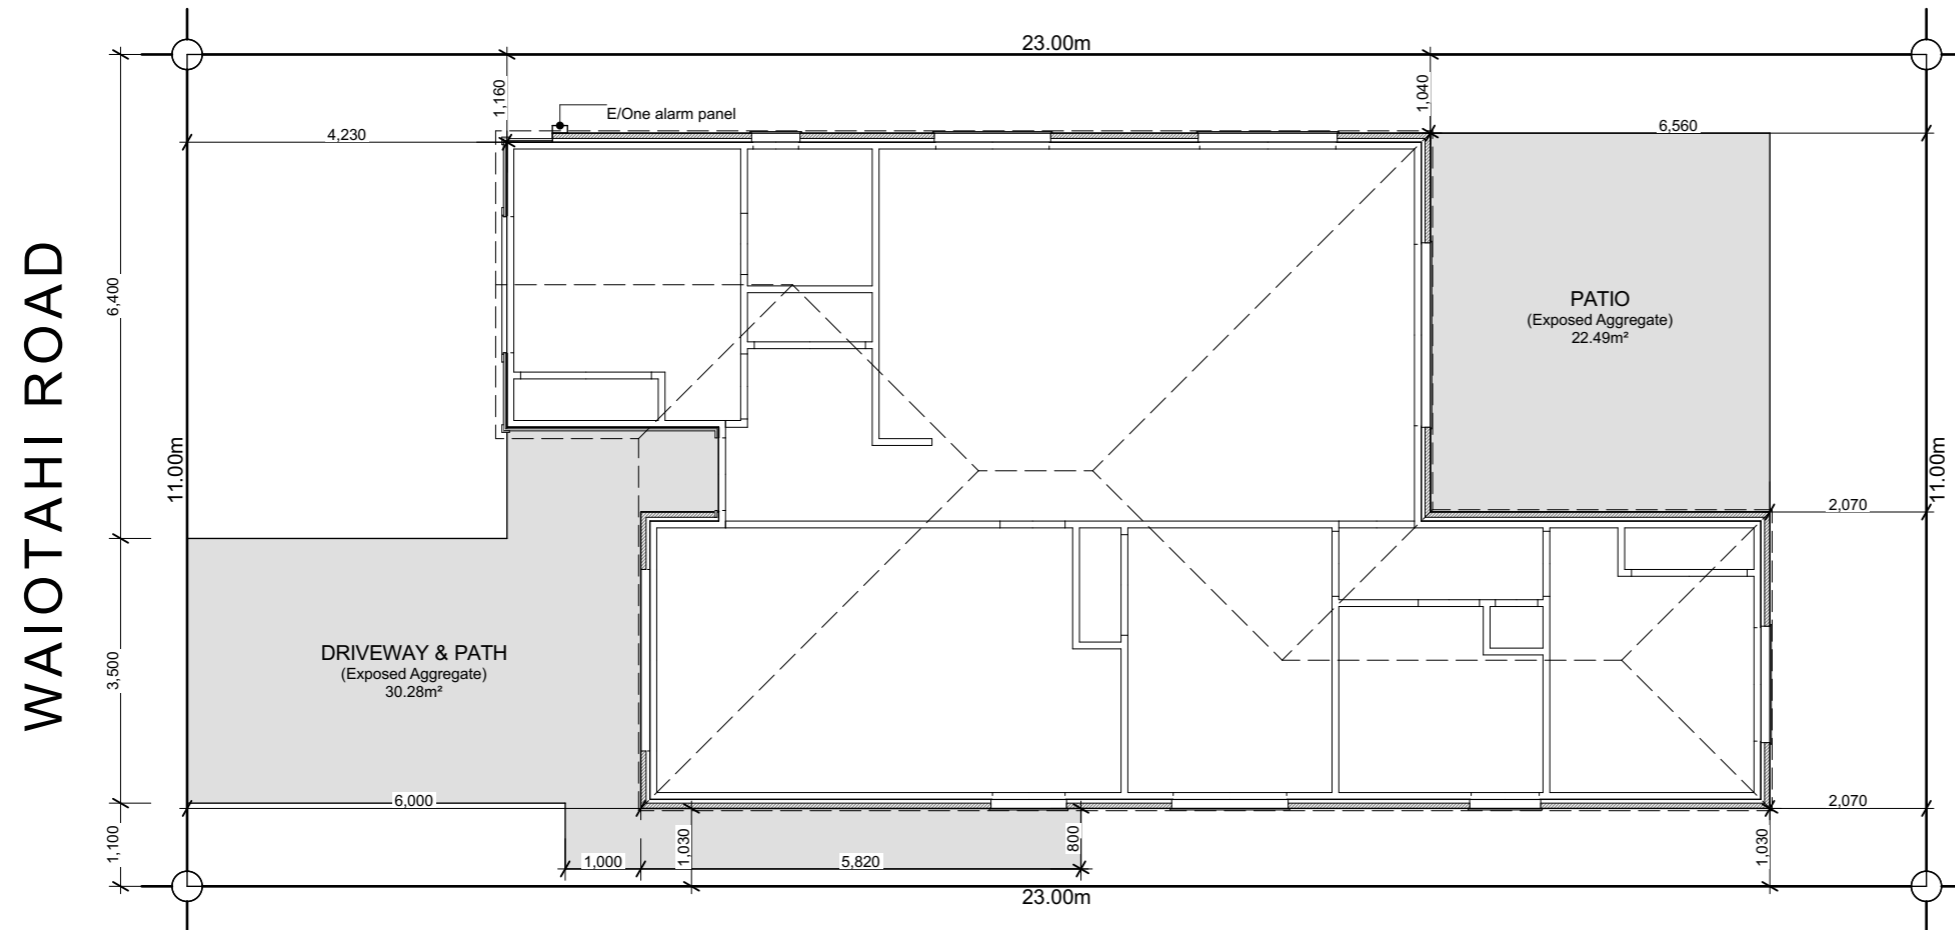 23.00m
1,160
1,040
E/One alarm panel
4,230
6,560
WAIOTAHI ROAD
6,400
PATIO
(Exposed Aggregate)
22.49m²
11.00m
11.00m
2,070
DRIVEWAY & PATH
(Exposed Aggregate)
30.28m²
3,500
6,000
2,070
1,100
1,000
1,030
5,820
800
1,030
23.00m